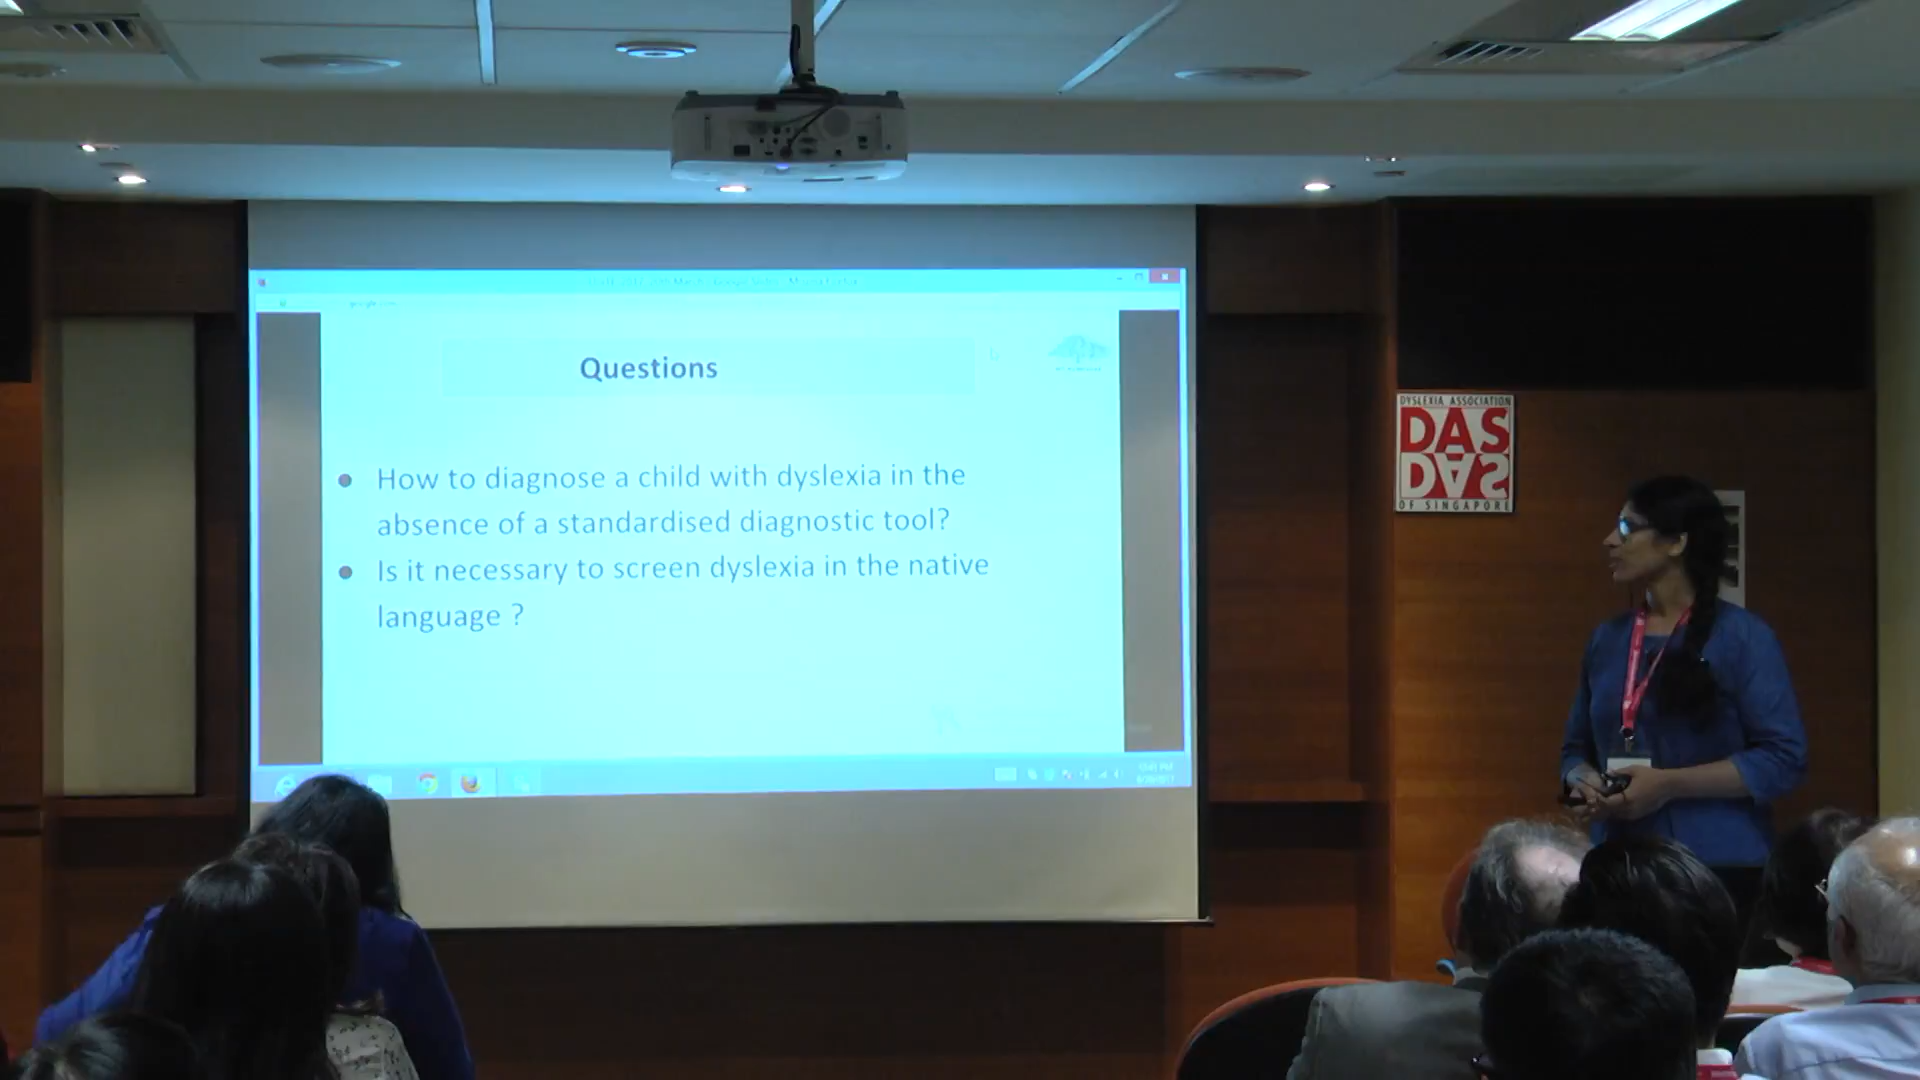 Questions
How to diagnose a child with dyslexia in the
absence of a standardised diagnostic tool?
Is it necessary to screen dyslexia in the native
language ?
DYSLEXIA ASSOCIATION
DAS
DAS
OF SINGAPORE